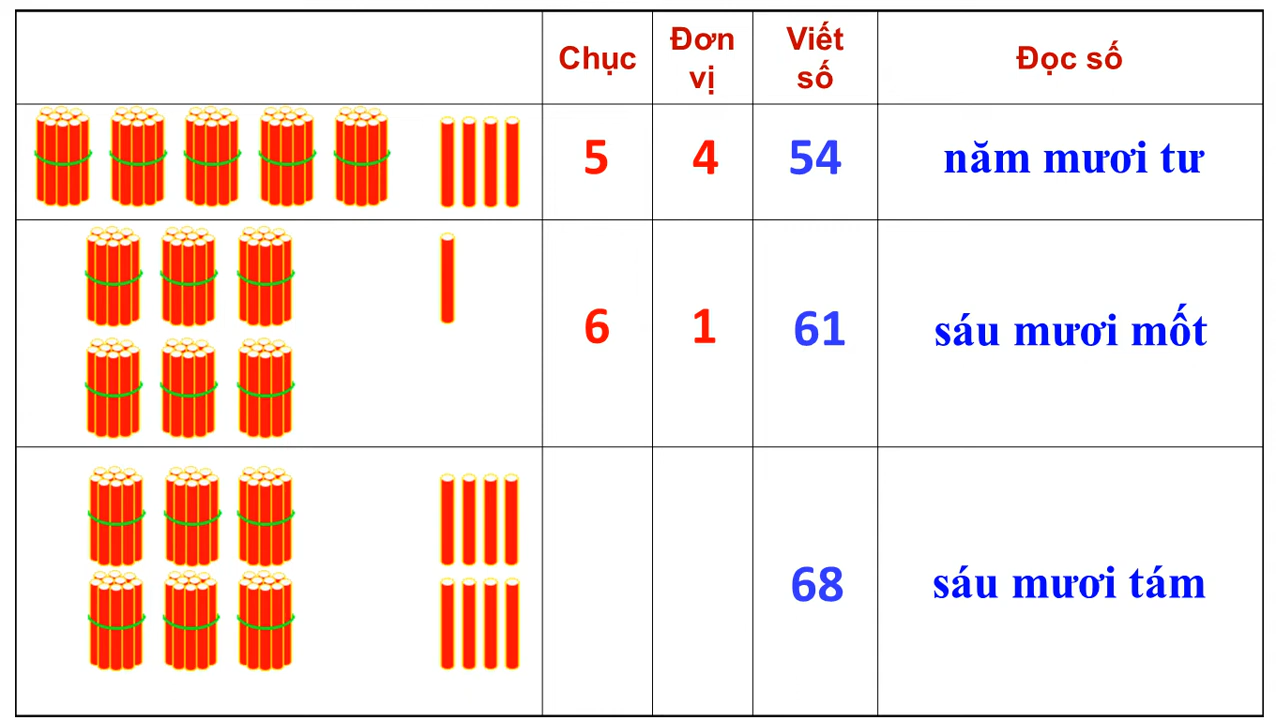 Chục
Đơn
vị
Viết
số
Đọc số
5
4
54
năm mươi tư
6
1
61
sáu mươi mốt
68
sáu mươi tám